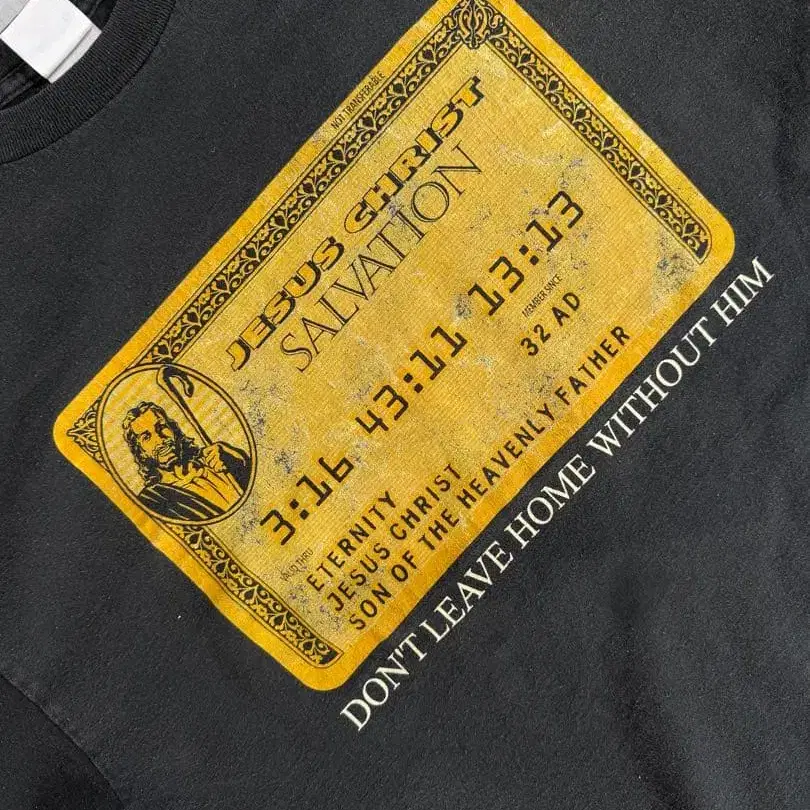 NOT TRANSFERABLE
JESUS CHRIST
SALVATION
3:16 43:11 13:13
MEMBER SINCE
32 AD
VALID THRU
ETERNITY
JESUS CHRIST
SON OF THE HEAVENLY FATHER
DON'T LEAVE HOME WITHOUT HIM